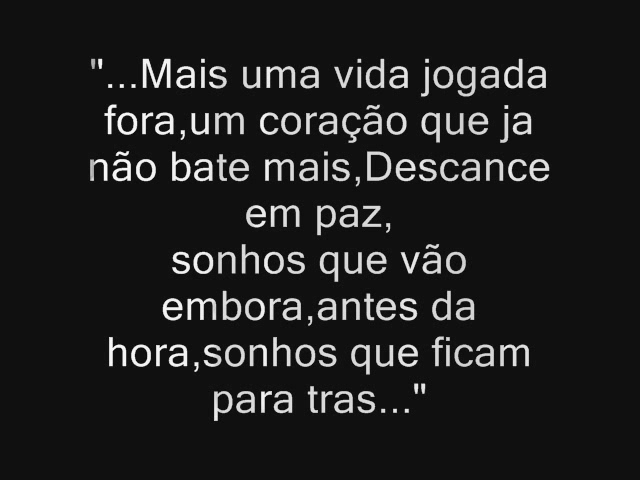 "...Mais uma vida jogada
fora,um coração que ja
não bate mais,Descance
em paz,
sonhos que vão
embora,antes da
hora,sonhos que ficam
para tras..."